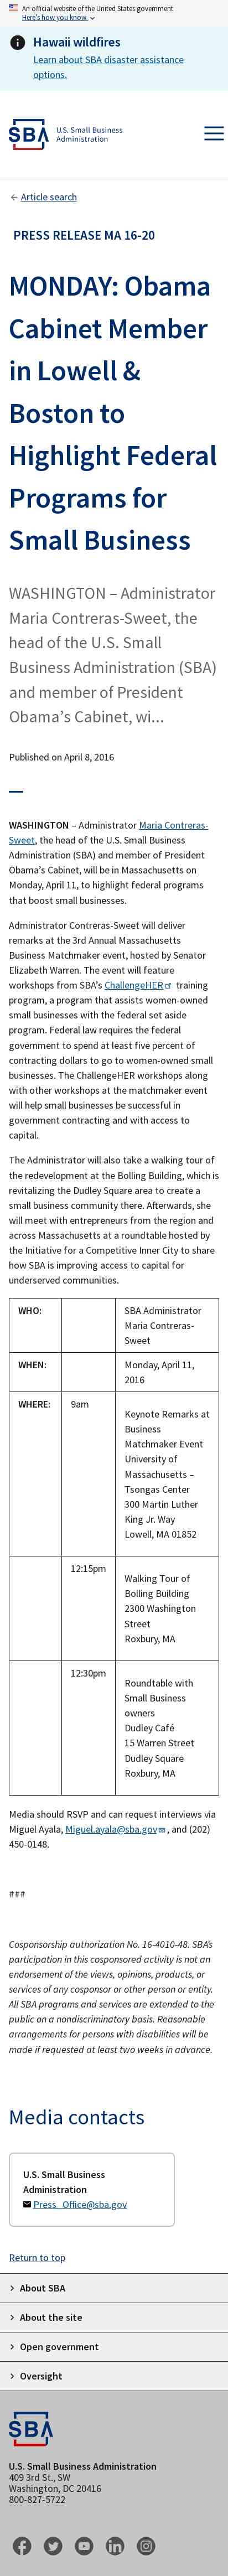 An official website of the United States government
Here's how you know
Hawaii wildfires
Learn about SBA disaster assistance
options.
SBA
U.S. Small Business
Administration
Article search
PRESS RELEASE MA 16-20
MONDAY: Obama
Cabinet Member
in Lowell &
Boston to
Highlight Federal
Programs for
Small Business
WASHINGTON – Administrator
Maria Contreras-Sweet, the
head of the U.S. Small
Business Administration (SBA)
and member of President
Obama's Cabinet, wi...
Published on April 8, 2016
WASHINGTON – Administrator Maria Contreras-
Sweet, the head of the U.S. Small Business
Administration (SBA) and member of President
Obama's Cabinet, will be in Massachusetts on
Monday, April 11, to highlight federal programs
that boost small businesses.
Administrator Contreras-Sweet will deliver
remarks at the 3rd Annual Massachusetts
Business Matchmaker event, hosted by Senator
Elizabeth Warren. The event will feature
workshops from SBA's ChallengeHER training
program, a program that assists women-owned
small businesses with the federal set aside
program. Federal law requires the federal
government to spend at least five percent of
contracting dollars to go to women-owned small
businesses. The ChallengeHER workshops along
with other workshops at the matchmaker event
will help small businesses be successful in
government contracting and with access to
capital.
The Administrator will also take a walking tour of
the redevelopment at the Bolling Building, which is
revitalizing the Dudley Square area to create a
small business community there. Afterwards, she
will meet with entrepreneurs from the region and
across Massachusetts at a roundtable hosted by
the Initiative for a Competitive Inner City to share
how SBA is improving access to capital for
underserved communities.
WHO:
SBA Administrator
Maria Contreras-
Sweet
WHEN:
Monday, April 11,
2016
WHERE:
9am
Keynote Remarks at
Business
Matchmaker Event
University of
Massachusetts –
Tsongas Center
300 Martin Luther
King Jr. Way
Lowell, MA 01852
12:15pm
Walking Tour of
Bolling Building
2300 Washington
Street
Roxbury, MA
12:30pm
Roundtable with
Small Business
owners
Dudley Café
15 Warren Street
Dudley Square
Roxbury, MA
Media should RSVP and can request interviews via
Miguel Ayala, Miguel.ayala@sba.gov, and (202)
450-0148.
###
Cosponsorship authorization No. 16-4010-48. SBA's
participation in this cosponsored activity is not an
endorsement of the views, opinions, products, or
services of any cosponsor or other person or entity.
All SBA programs and services are extended to the
public on a nondiscriminatory basis. Reasonable
arrangements for persons with disabilities will be
made if requested at least two weeks in advance.
Media contacts
U.S. Small Business
Administration
Press_Office@sba.gov
Return to top
About SBA
About the site
Open government
Oversight
SBA
U.S. Small Business Administration
409 3rd St., SW
Washington, DC 20416
800-827-5722